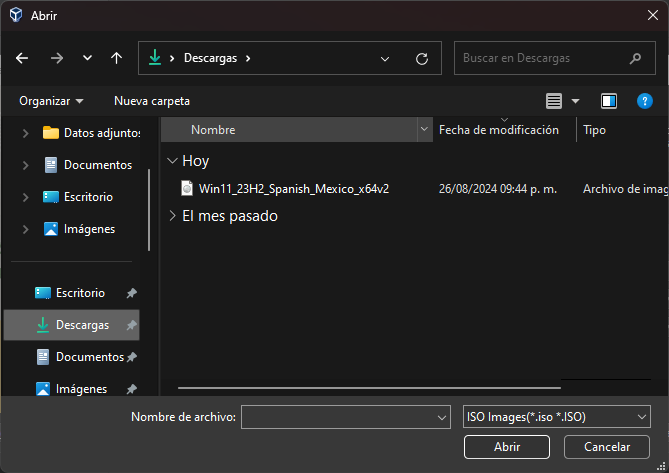 Abrir
Descargas
Buscar en Descargas
Organizar
Nueva carpeta
Datos adjuntos
Documentos
Escritorio
Imágenes
Escritorio
Descargas
Documentos
Imágenes
Nombre
Fecha de modificación
Tipo
Hoy
Win11_23H2_Spanish_Mexico_x64v2
26/08/2024 09:44 p. m.
Archivo de imag
El mes pasado
Nombre de archivo:
ISO Images(*.iso *.ISO)
Abrir
Cancelar